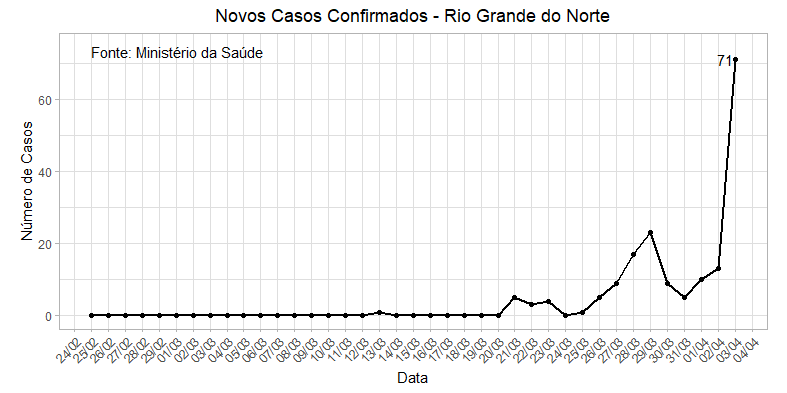 Novos Casos Confirmados - Rio Grande do Norte
Fonte: Ministério da Saúde
71
60
40
20
0
Número de Casos
24/02 25/02 26/02 27/02 28/02 29/02 01/03 02/03 03/03 04/03 05/03 06/03 07/03 08/03 09/03 10/03 11/03 12/03 13/03 14/03 15/03 16/03 17/03 18/03 19/03 20/03 21/03 22/03 23/03 24/03 25/03 26/03 27/03 28/03 29/03 30/03 31/03 01/04 02/04 03/04 04/04
Data